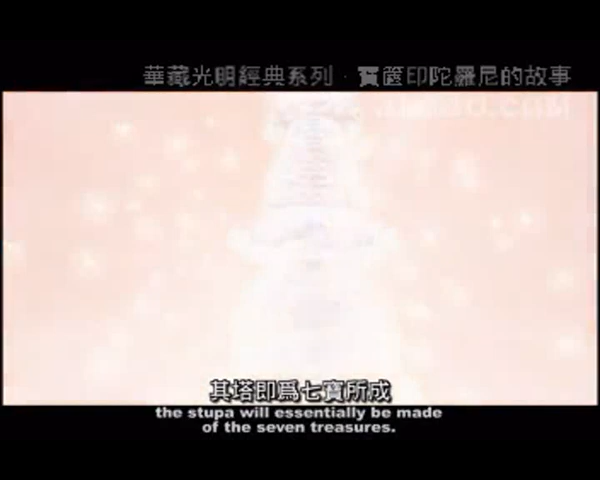 華藏光明經典系列 · 寶篋印陀羅尼的故事
其塔即爲七寶所成
the stupa will essentially be made
of the seven treasures.